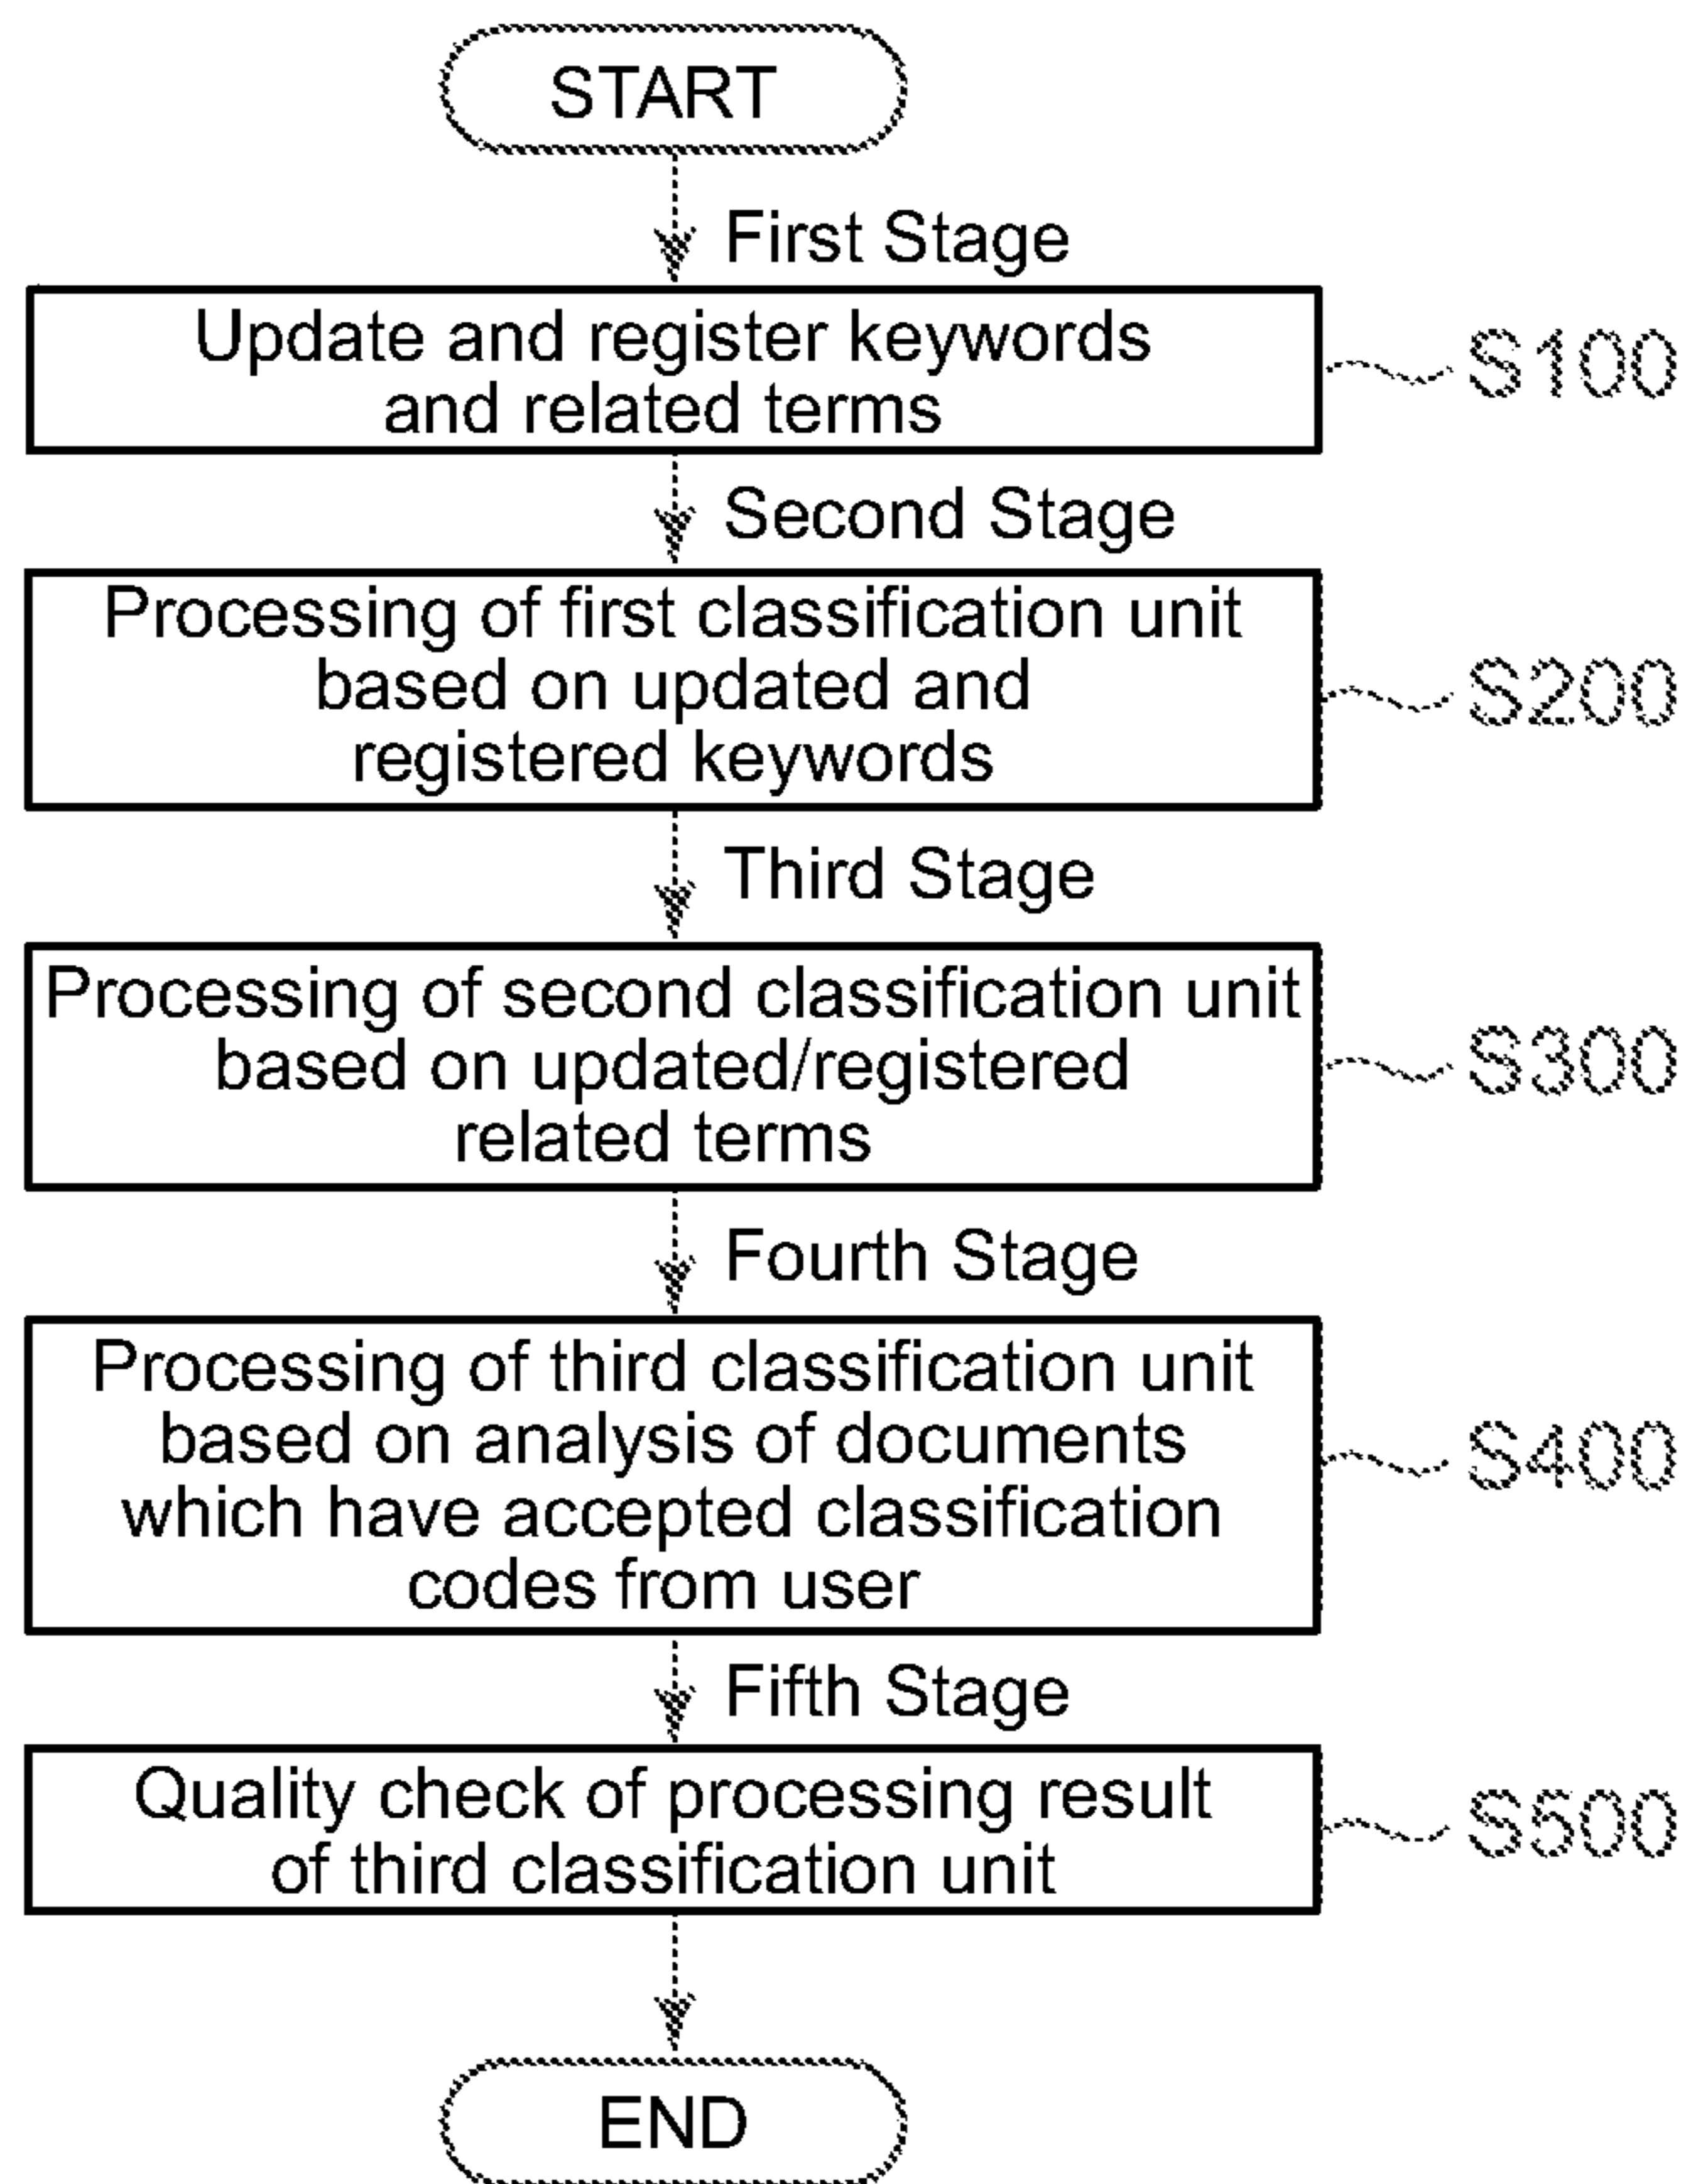 START
First Stage
Update and register keywords
and related terms
S100
Second Stage
Processing of first classification unit
based on updated and
registered keywords
S200
Third Stage
Processing of second classification unit
based on updated/registered
related terms
S300
Fourth Stage
Processing of third classification unit
based on analysis of documents
which have accepted classification
codes from user
S400
Fifth Stage
Quality check of processing result
of third classification unit
S500
END